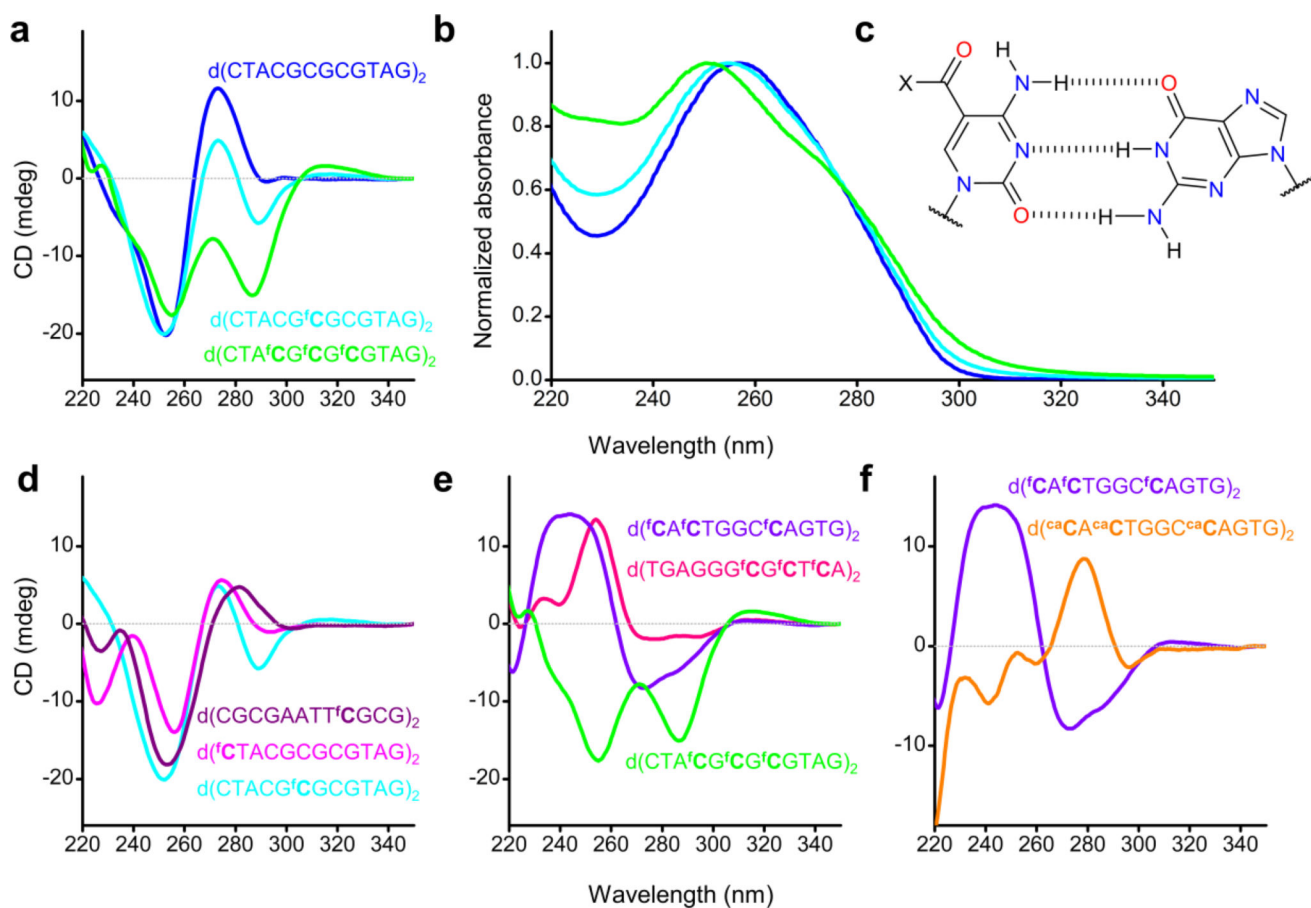 a
d(CTACGCGCGTAG)2
d(CTACGfCGCGTAG)2
d(CTAfCGfCGfCGTAG)2
CD (mdeg)
10
0
-10
-20
220 240 260 280 300 320 340
b
Normalized absorbance
1.0
0.8
0.6
0.4
0.2
0.0
220 240 260 280 300 320 340
Wavelength (nm)
c
O
H
X
N
H
O
N
N
H
N
N
N
N
O
H
N
H
d
CD (mdeg)
10
0
-10
-20
d(CGCGAATTfCGCG)2
d(fCTACGCGCGTAG)2
d(CTACGfCGCGTAG)2
220 240 260 280 300 320 340
e
d(fCAfCTGGCfCAGTG)2
d(TGAGGGfCGfCTfCA)2
d(CTAfCGfCGfCGTAG)2
10
0
-10
-20
220 240 260 280 300 320 340
f
d(fCAfCTGGCfCAGTG)2
d(caCAcaCTGGCcaCAGTG)2
10
0
-10
220 240 260 280 300 320 340
Wavelength (nm)